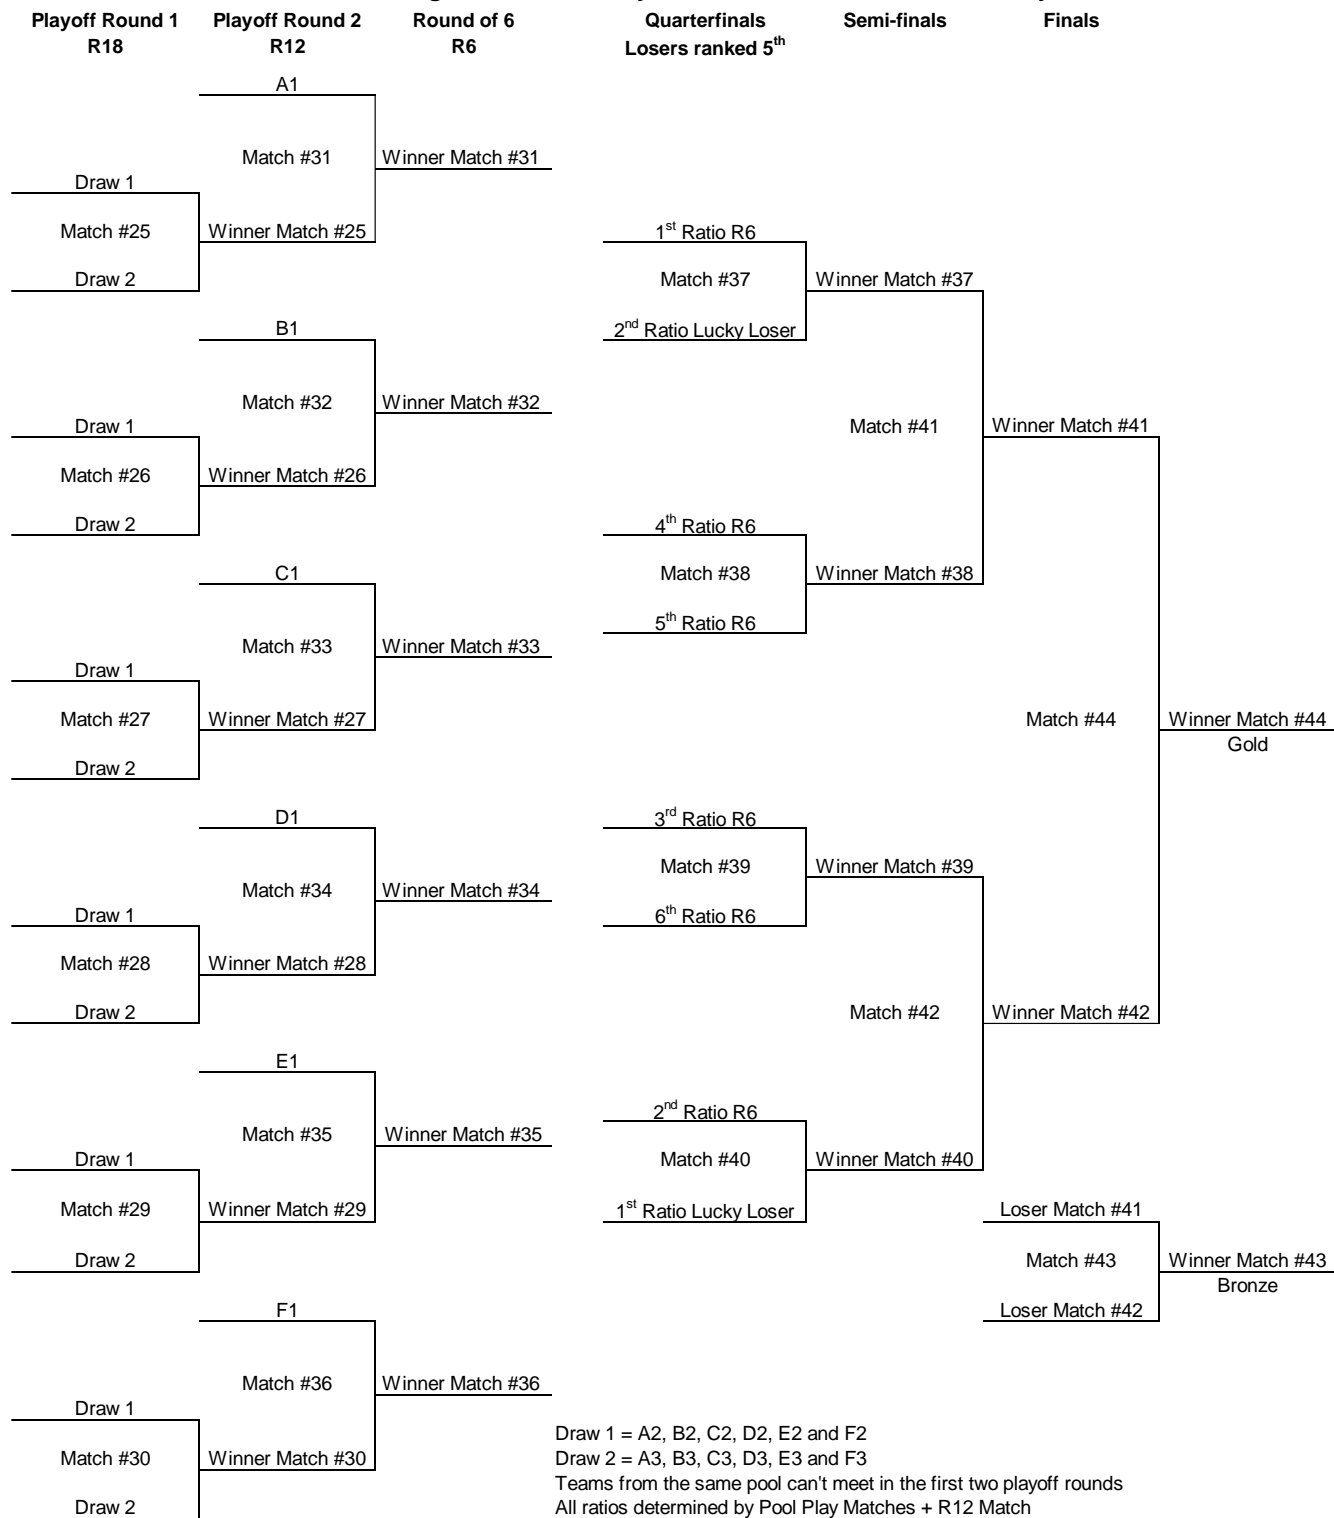 Playoff Round 1 Playoff Round 2 Round of 6 Quarterfinals Semi-finals Finals
R18 R12 R6 Losers ranked 5th
A1
Match #31 Winner Match #31
Draw 1
Match #25 Winner Match #25 1st Ratio R6
Draw 2 Match #37 Winner Match #37
B1 2nd Ratio Lucky Loser
Match #32 Winner Match #32
Draw 1 Match #41 Winner Match #41
Match #26 Winner Match #26
Draw 2 4th Ratio R6
C1 Match #38 Winner Match #38
5th Ratio R6
Match #33 Winner Match #33
Draw 1
Match #27 Winner Match #27 Match #44 Winner Match #44
Gold
Draw 2
D1 3rd Ratio R6
Match #39 Winner Match #39
Match #34 Winner Match #34
Draw 1 6th Ratio R6
Match #28 Winner Match #28
Draw 2 Match #42 Winner Match #42
E1
2nd Ratio R6
Match #35 Winner Match #35
Draw 1 Match #40 Winner Match #40
Match #29 Winner Match #29 1st Ratio Lucky Loser Loser Match #41
Draw 2 Match #43 Winner Match #43
Bronze
F1 Loser Match #42
Match #36 Winner Match #36
Draw 1
Draw 1 = A2, B2, C2, D2, E2 and F2
Match #30 Winner Match #30 Draw 2 = A3, B3, C3, D3, E3 and F3
Teams from the same pool can't meet in the first two playoff rounds
Draw 2 All ratios determined by Pool Play Matches + R12 Match